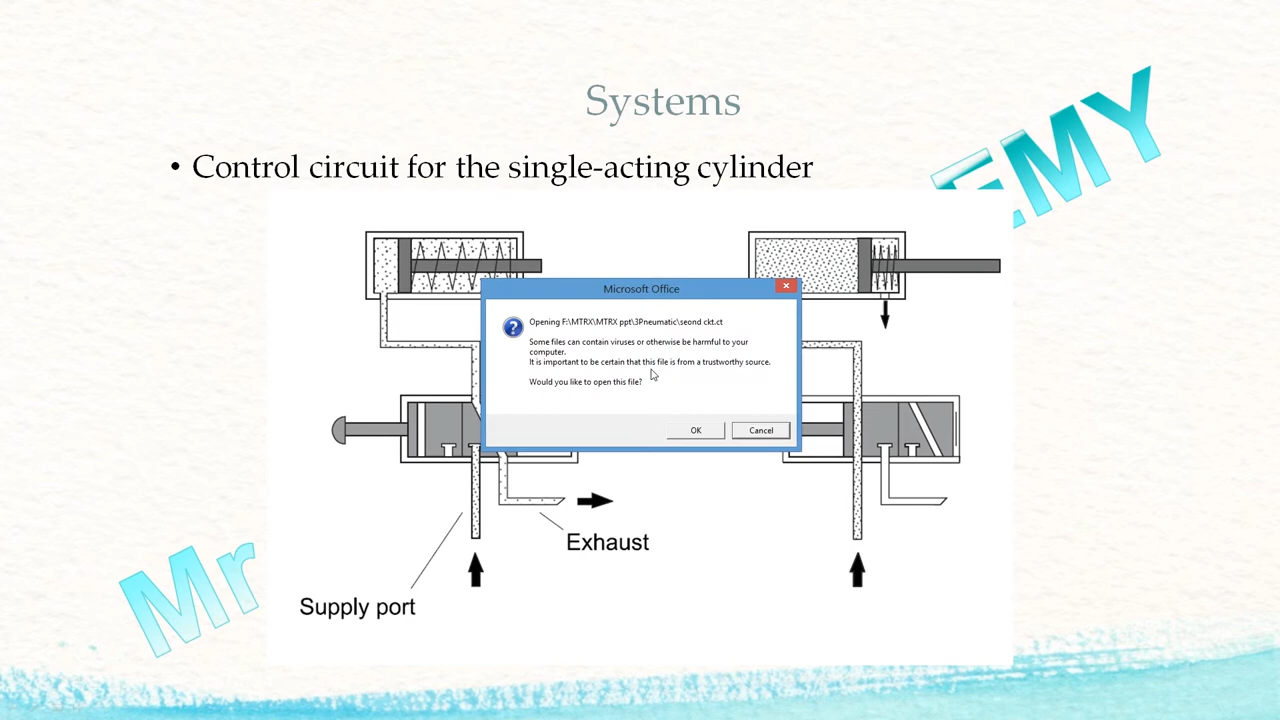 Systems
• Control circuit for the single-acting cylinder
EMY
Microsoft Office
Opening F:\MTRX\MTRX ppt\3Pneumatic\seond ckt.ct
Some files can contain viruses or otherwise be harmful to your
computer.
It is important to be certain that this file is from a trustworthy source.
Would you like to open this file?
OK
Cancel
Exhaust
Supply port
Mr